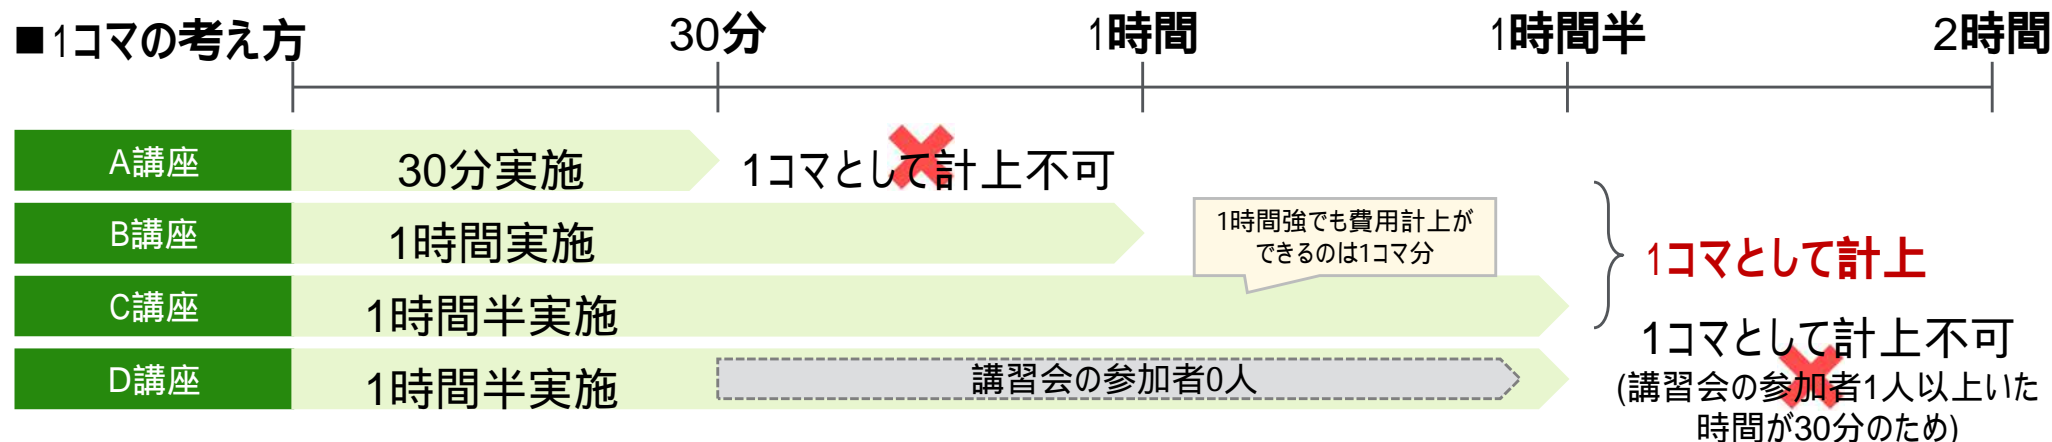 ■1コマの考え方
30分
1時間
1時間半
2時間
A講座
30分実施
1コマとして計上不可
B講座
1時間実施
1時間強でも費用計上が
できるのは1コマ分
C講座
1時間半実施
1コマとして計上
D講座
1時間半実施
講習会の参加者0人
1コマとして計上不可
(講習会の参加者1人以上いた
時間が30分のため)